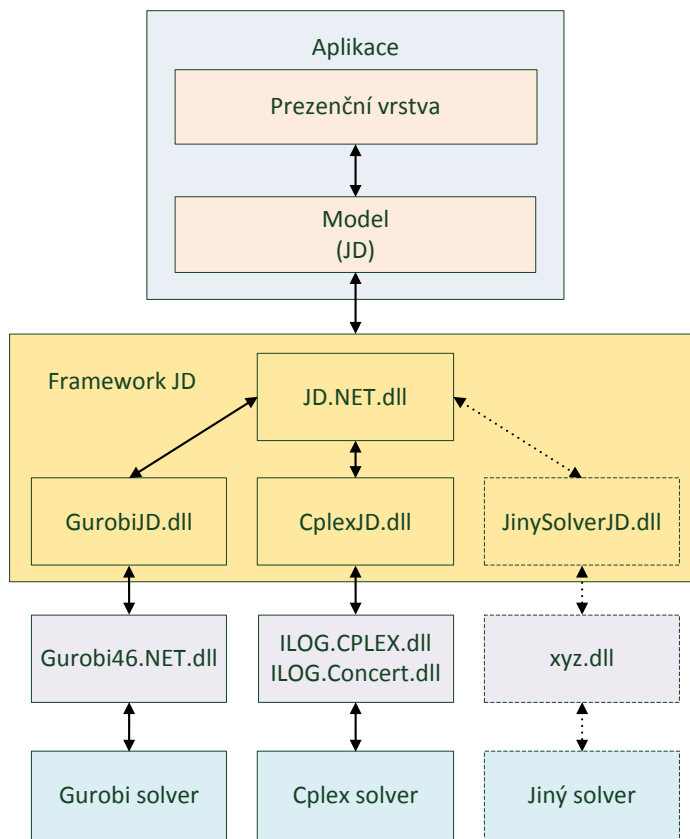 Aplikace
Prezenční vrstva
Model
(JD)
Framework JD
JD.NET.dll
GurobiJD.dll
CplexJD.dll
JinySolverJD.dll
Gurobi46.NET.dll
ILOG.CPLEX.dll
ILOG.Concert.dll
xyz.dll
Gurobi solver
Cplex solver
Jiný solver